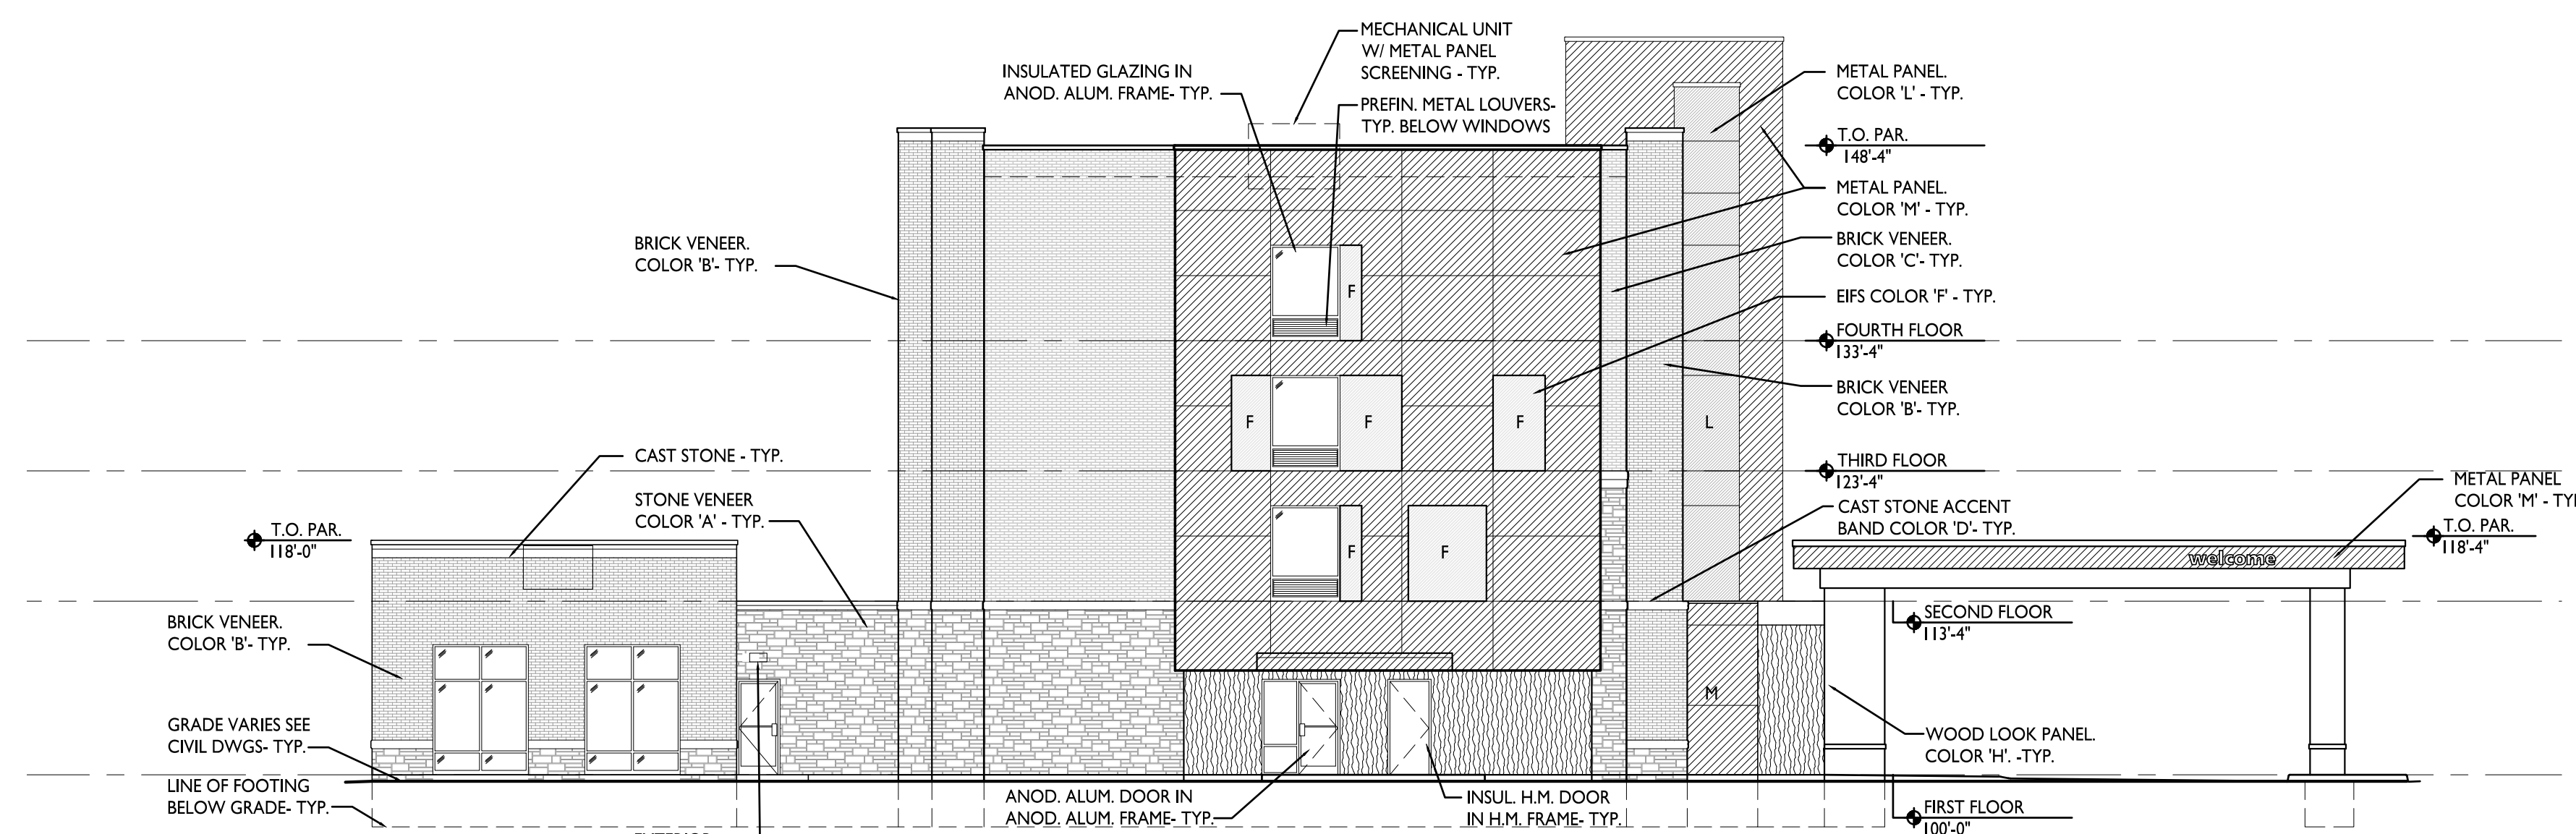 MECHANICAL UNIT
W/ METAL PANEL
SCREENING - TYP.
INSULATED GLAZING IN
ANOD. ALUM. FRAME- TYP.
PREFIN. METAL LOUVERS-
TYP. BELOW WINDOWS
METAL PANEL.
COLOR 'L' - TYP.
T.O. PAR.
148'-4"
METAL PANEL.
COLOR 'M' - TYP.
BRICK VENEER.
COLOR 'B'- TYP.
BRICK VENEER.
COLOR 'C'- TYP.
EIFS COLOR 'F' - TYP.
F
FOURTH FLOOR
133'-4"
BRICK VENEER
COLOR 'B'- TYP.
F
F
F
L
CAST STONE - TYP.
THIRD FLOOR
123'-4"
METAL PANEL
COLOR 'M' - TY
STONE VENEER
COLOR 'A' - TYP.
CAST STONE ACCENT
BAND COLOR 'D'- TYP.
T.O. PAR.
118'-0"
T.O. PAR.
118'-4"
F
F
welcome
BRICK VENEER.
COLOR 'B'- TYP.
SECOND FLOOR
113'-4"
M
GRADE VARIES SEE
CIVIL DWGS- TYP.
WOOD LOOK PANEL.
COLOR 'H'. -TYP.
LINE OF FOOTING
BELOW GRADE- TYP.
ANOD. ALUM. DOOR IN
ANOD. ALUM. FRAME- TYP.
INSUL. H.M. DOOR
IN H.M. FRAME- TYP.
FIRST FLOOR
100'-0"